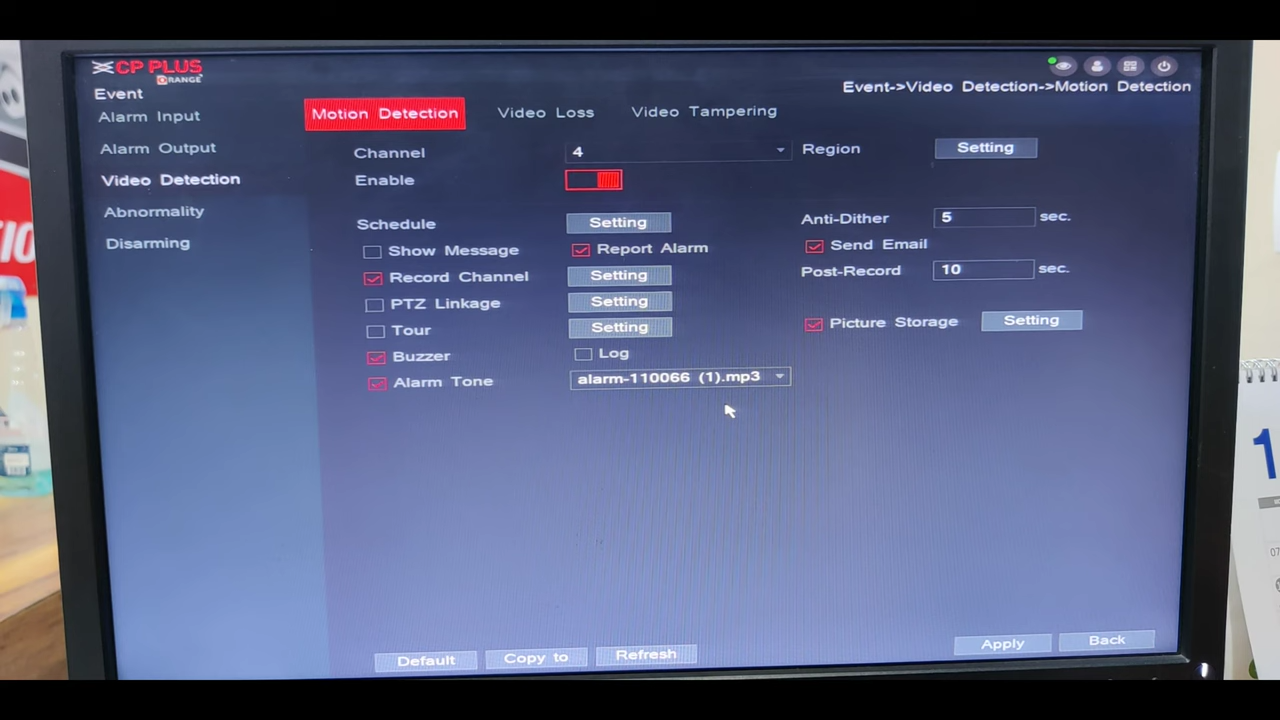 CP PLUS
ORANGE
Event
Event->Video Detection->Motion Detection
Alarm Input
Alarm Output
Video Detection
Abnormality
Disarming
Motion Detection Video Loss Video Tampering
Channel 4 Region Setting
Enable
Schedule Setting Anti-Dither 5 sec.
Show Message Report Alarm Send Email
Record Channel Setting Post-Record 10 sec.
PTZ Linkage Setting
Tour Setting Picture Storage Setting
Buzzer Log
Alarm Tone alarm-110066 (1).mp3
Default Copy to Refresh Apply Back
1
07